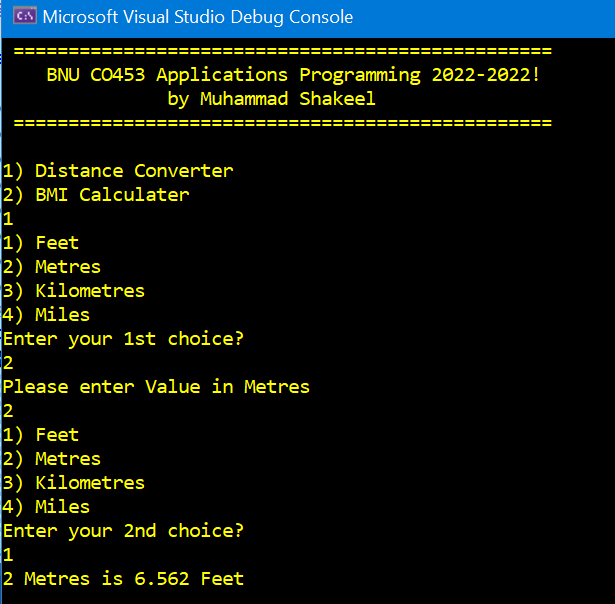 Microsoft Visual Studio Debug Console
=================================================
BNU CO453 Applications Programming 2022-2022!
by Muhammad Shakeel
=================================================
1) Distance Converter
2) BMI Calculater
1
1) Feet
2) Metres
3) Kilometres
4) Miles
Enter your 1st choice?
2
Please enter Value in Metres
2
1) Feet
2) Metres
3) Kilometres
4) Miles
Enter your 2nd choice?
1
2 Metres is 6.562 Feet